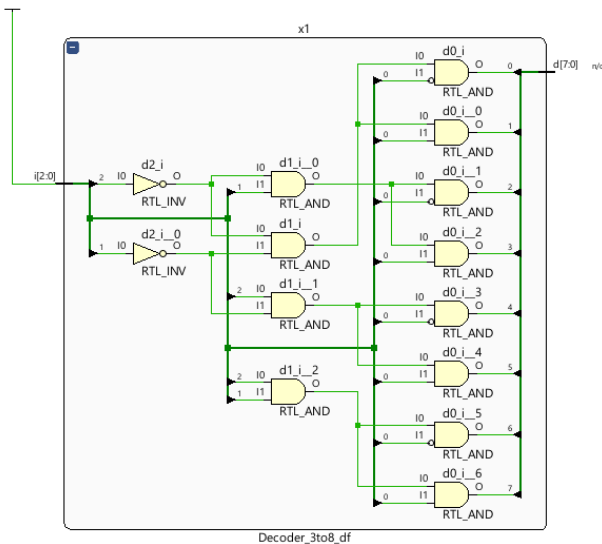 x1
d0_i
I0 O 0 d[7:0] n/c
0 I1
RTL_AND
d0_i__0
I0 O 1
0 I1
RTL_AND
d2_i d1_i__0 d0_i__1
I0 O 2
i[2:0] 2 I0 O I0 O
1 I1 0 I1
RTL_INV RTL_AND RTL_AND
d2_i__0 d1_i d0_i__2
1 I0 O I0 O I0 O 3
I1 0 I1
RTL_INV RTL_AND RTL_AND
d1_i__1 d0_i__3
2 I0 O I0 O 4
I1 0 I1
RTL_AND RTL_AND
d0_i__4
d1_i__2 I0 O 5
2 I0 O 0 I1
1 I1 RTL_AND
RTL_AND d0_i__5
I0 O 6
0 I1
RTL_AND
d0_i__6
I0 O 7
0 I1
RTL_AND
Decoder_3to8_df